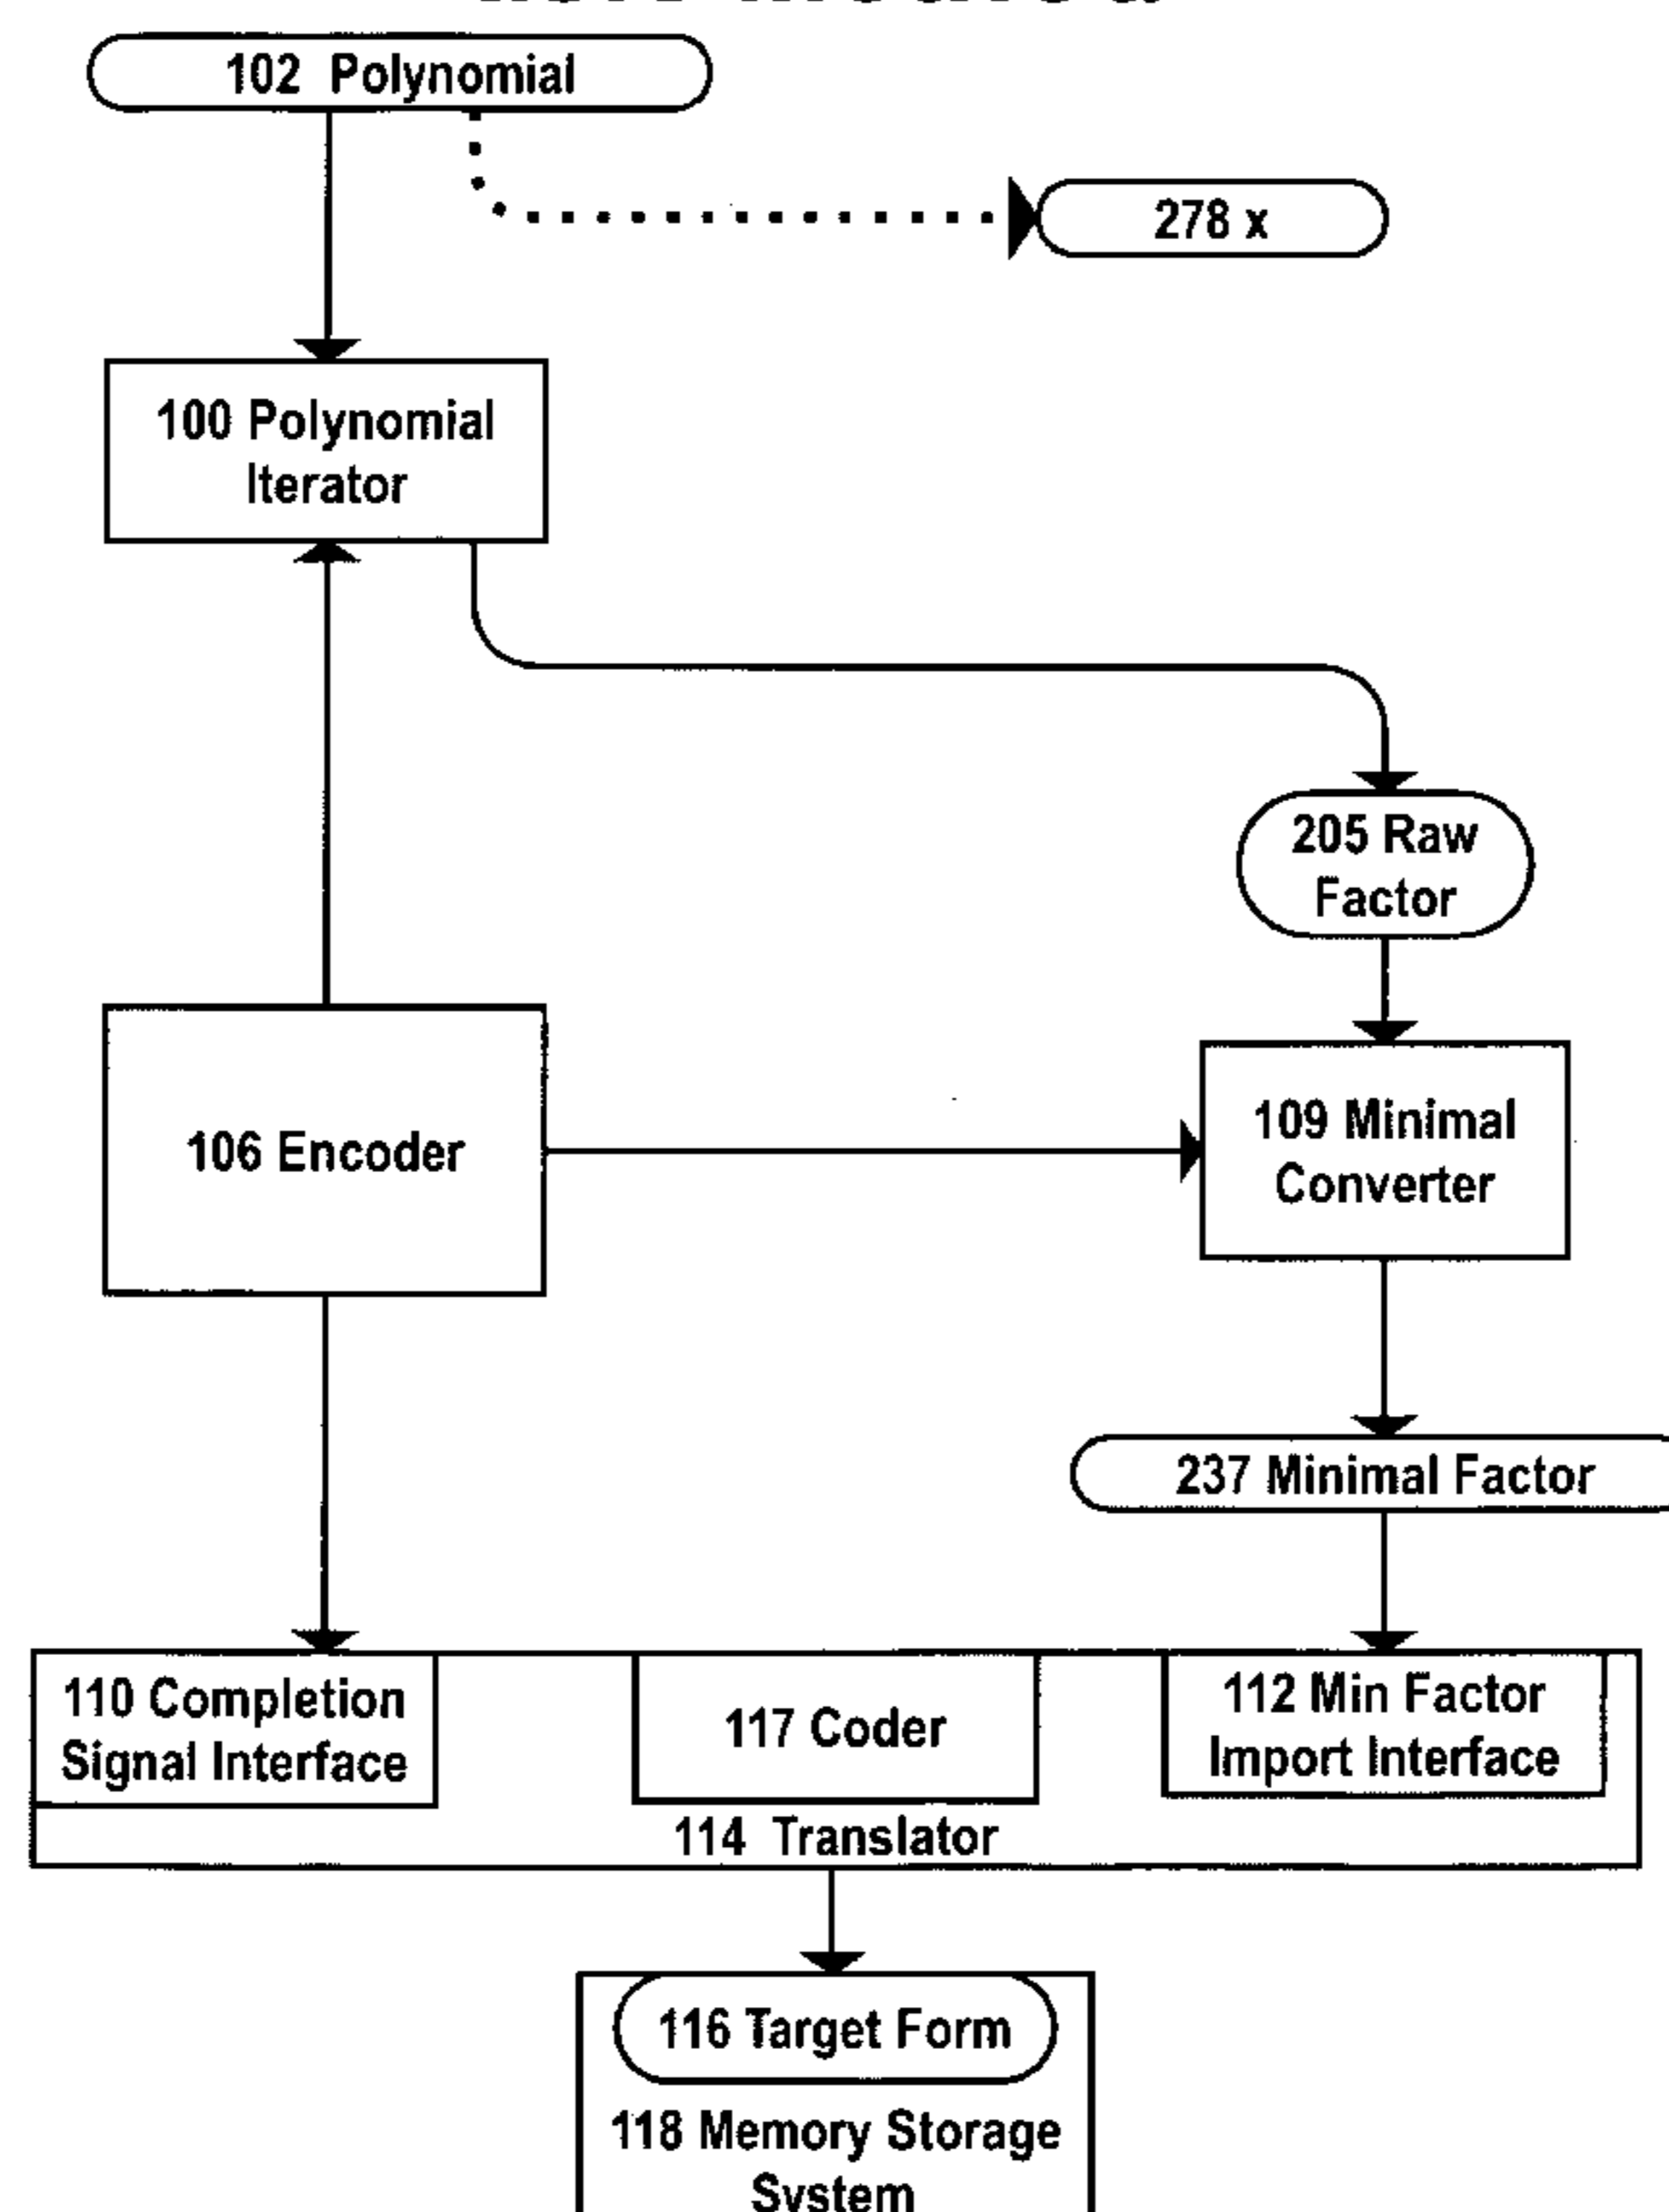 102 Polynomial
278 x
100 Polynomial
Iterator
205 Raw
Factor
106 Encoder
109 Minimal
Converter
237 Minimal Factor
110 Completion
Signal Interface
117 Coder
112 Min Factor
Import Interface
114 Translator
116 Target Form
118 Memory Storage
System